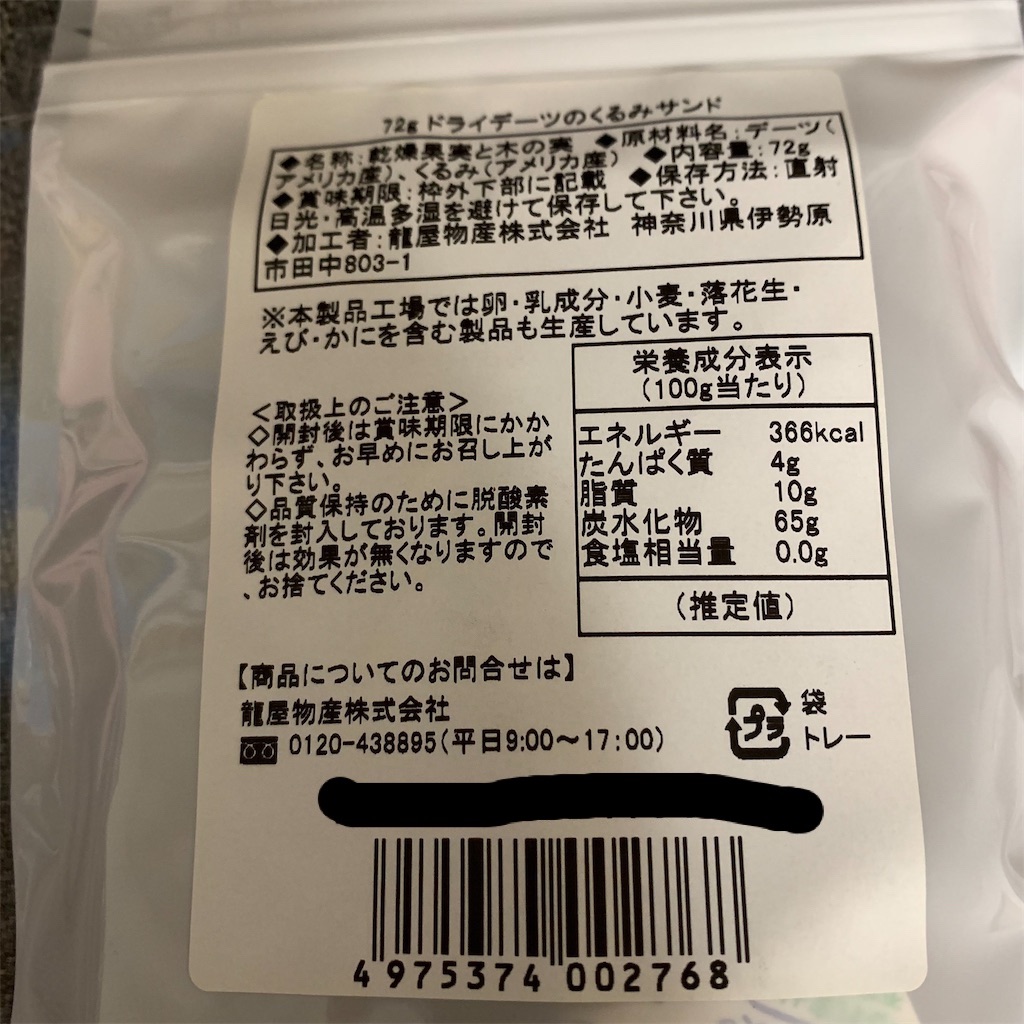 72g ドライデーツのくるみサンド
◆名称:乾燥果実と木の実 ◆原材料名:デーツ(
アメリカ産)、くるみ(アメリカ産) ◆内容量:72g
◆賞味期限:枠外下部に記載 ◆保存方法:直射
日光・高温多湿を避けて保存して下さい。
◆加工者:龍屋物産株式会社 神奈川県伊勢原
市田中803-1
※本製品工場では卵・乳成分・小麦・落花生・
えび・かにを含む製品も生産しています。
<取扱上のご注意>
◇開封後は賞味期限にかか
わらず、お早めにお召し上が
り下さい。
◇品質保持のために脱酸素
剤を封入しております。開封
後は効果が無くなりますので
、お捨てください。
栄養成分表示
(100g当たり)
エネルギー 366kcal
たんぱく質 4g
脂質 10g
炭水化物 65g
食塩相当量 0.0g
(推定値)
【商品についてのお問合せは】
龍屋物産株式会社
0120-438895(平日9:00～17:00)
プラ 袋
トレー
4975374002768